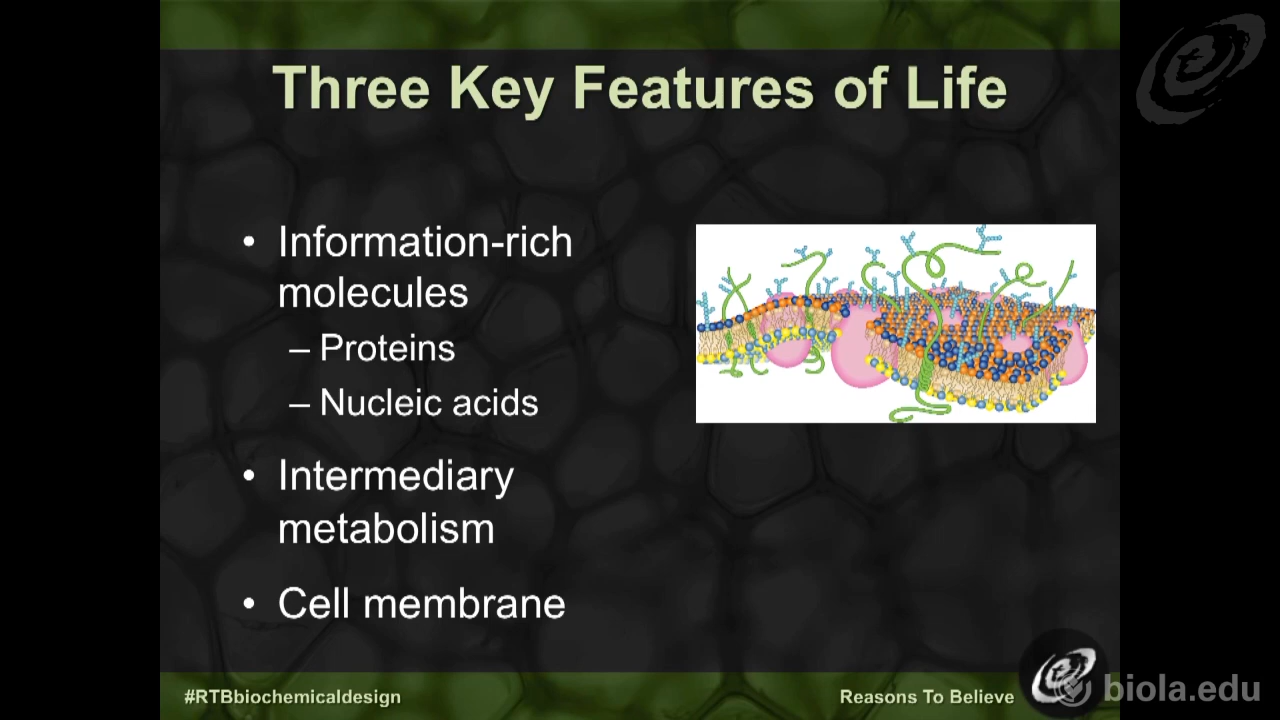 Three Key Features of Life
• Information-rich
molecules
– Proteins
– Nucleic acids
• Intermediary
metabolism
• Cell membrane
#RTBbiochemicaldesign
Reasons To Believe
biola.edu